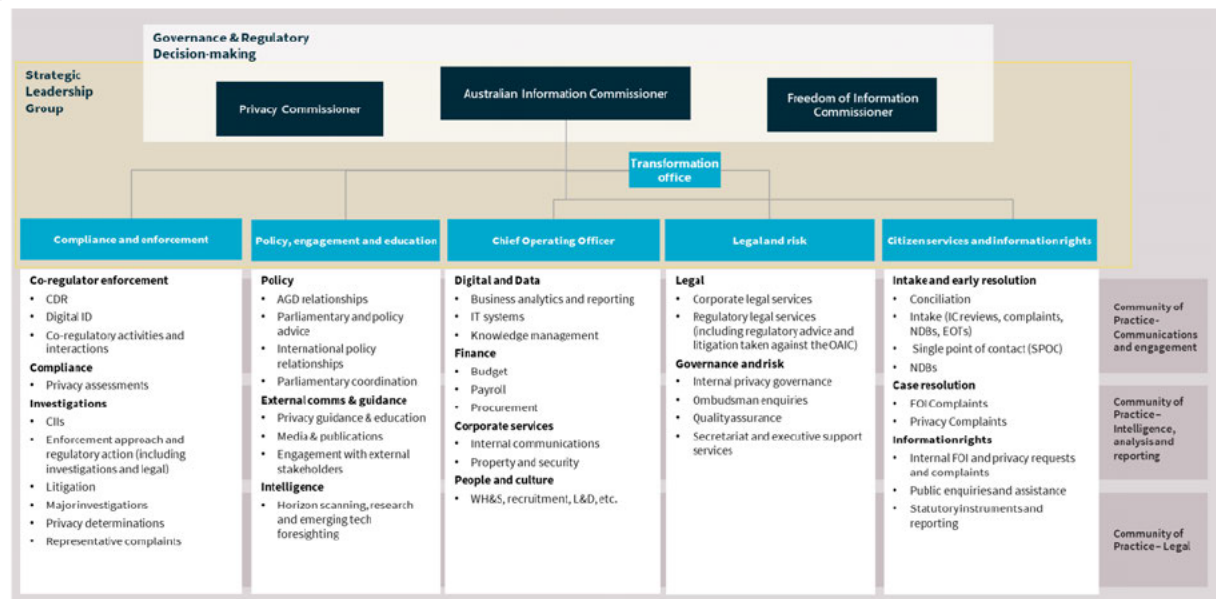 Governance & Regulatory
Decision-making
Strategic
Leadership
Group
Privacy Commissioner
Australian Information Commissioner
Freedom of Information
Commissioner
Transformation
office
Compliance and enforcement
Policy, engagement and education
Chief Operating Officer
Legal and risk
Citizen services and information rights
Co-regulator enforcement
• CDR
• Digital ID
• Co-regulatory activities and
interactions
Compliance
• Privacy assessments
Investigations
• CIIs
• Enforcement approach and
regulatory action (including
investigations and legal)
• Litigation
• Major investigations
• Privacy determinations
• Representative complaints
Policy
• AGD relationships
• Parliamentary and policy
advice
• International policy
relationships
• Parliamentary coordination
External comms & guidance
• Privacy guidance & education
• Media & publications
• Engagement with external
stakeholders
Intelligence
• Horizon scanning, research
and emerging tech
foresighting
Digital and Data
• Business analytics and reporting
• IT systems
• Knowledge management
Finance
• Budget
• Payroll
• Procurement
Corporate services
• Internal communications
• Property and security
People and culture
• WH&S, recruitment, L&D, etc.
Legal
• Corporate legal services
• Regulatory legal services
(including regulatory advice and
litigation taken against the OAIC)
Governance and risk
• Internal privacy governance
• Ombudsman enquiries
• Quality assurance
• Secretariat and executive support
services
Intake and early resolution
• Conciliation
• Intake (IC reviews, complaints,
NDBs, EOTs)
• Single point of contact (SPOC)
• NDBs
Case resolution
• FOI Complaints
• Privacy Complaints
Information rights
• Internal FOI and privacy requests
and complaints
• Public enquiries and assistance
• Statutory instruments and
reporting
Community of
Practice-
Communications
and engagement
Community of
Practice–
Intelligence,
analysis and
reporting
Community of
Practice– Legal